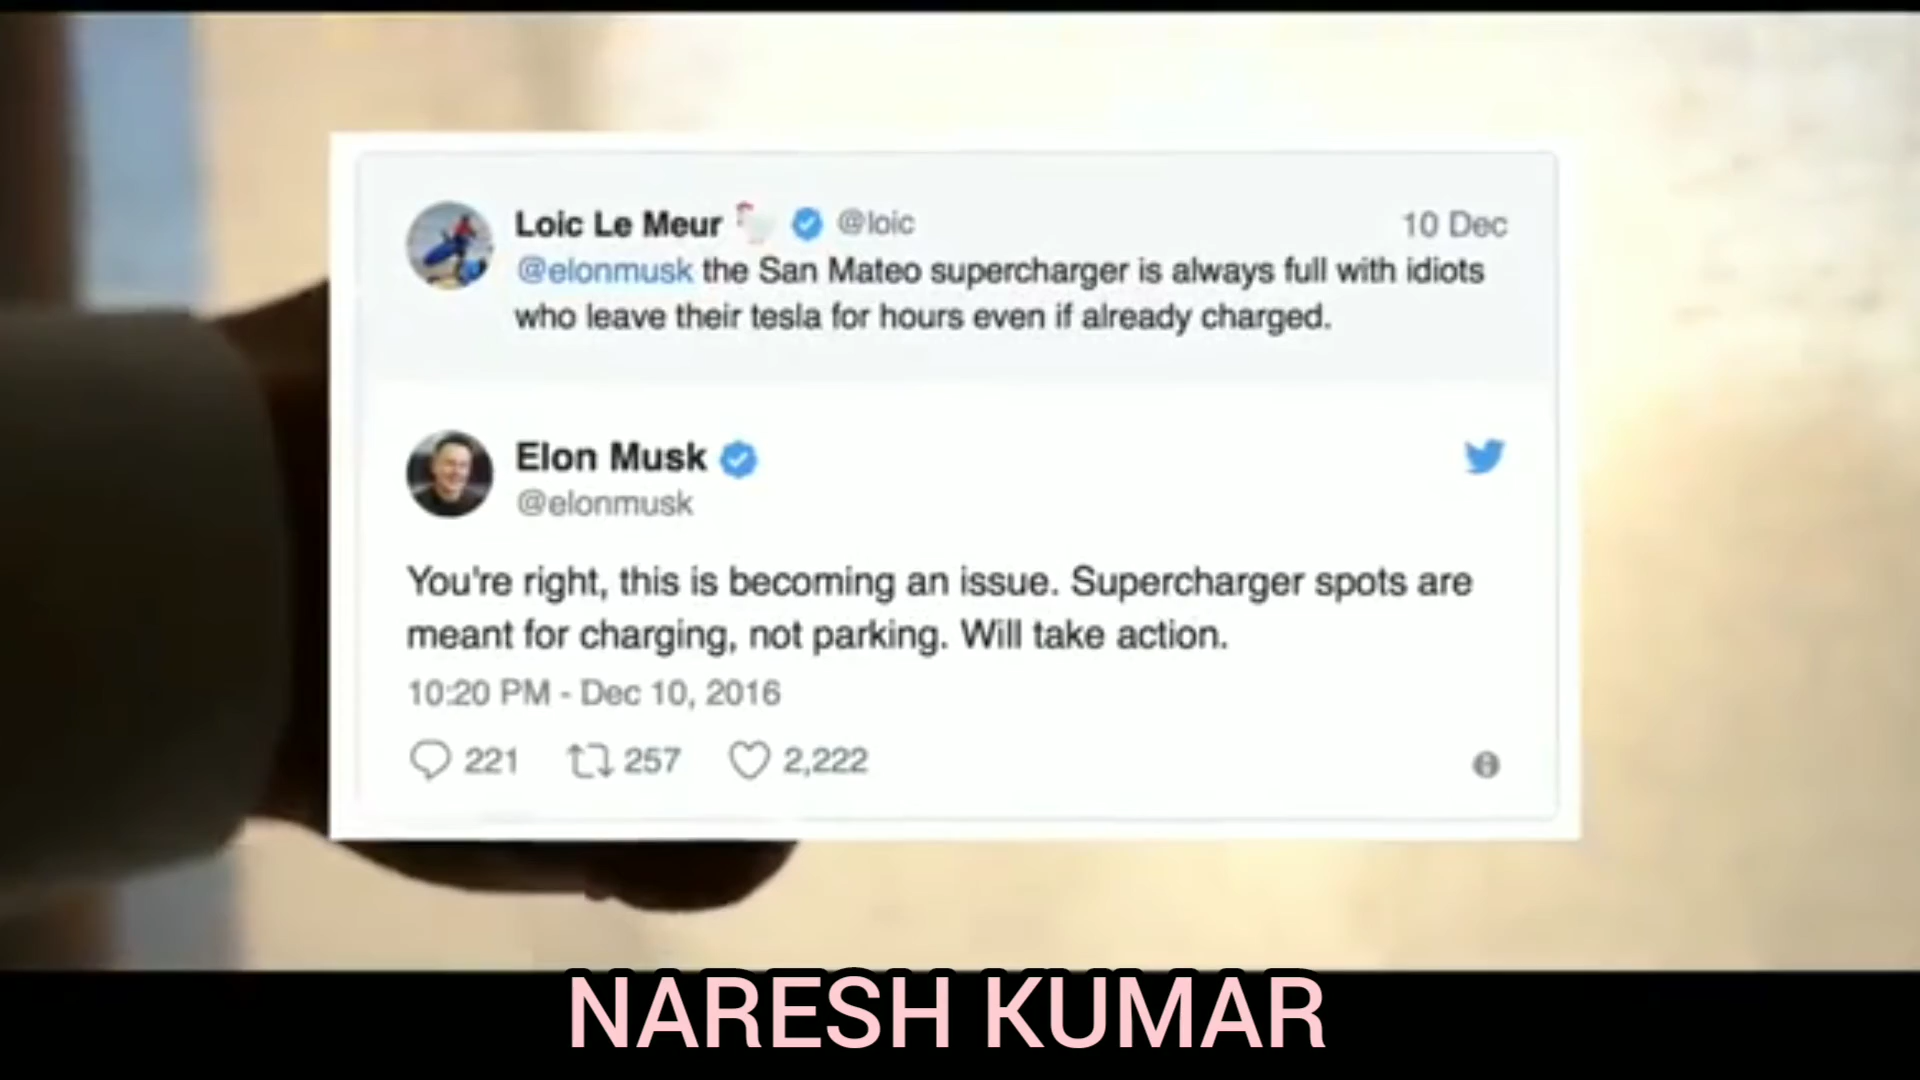 Loic Le Meur @loic 10 Dec
@elonmusk the San Mateo supercharger is always full with idiots
who leave their tesla for hours even if already charged.
Elon Musk
@elonmusk
You're right, this is becoming an issue. Supercharger spots are
meant for charging, not parking. Will take action.
10:20 PM - Dec 10, 2016
221 257 2,222
NARESH KUMAR